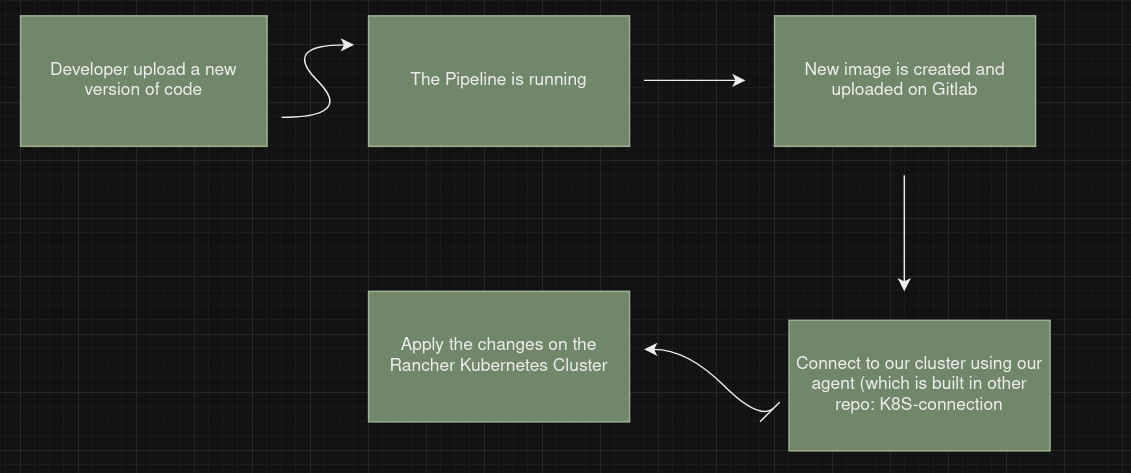 Developer upload a new
version of code
The Pipeline is running
New image is created and
uploaded on Gitlab
Apply the changes on the
Rancher Kubernetes Cluster
Connect to our cluster using our
agent (which is built in other
repo: K8S-connection